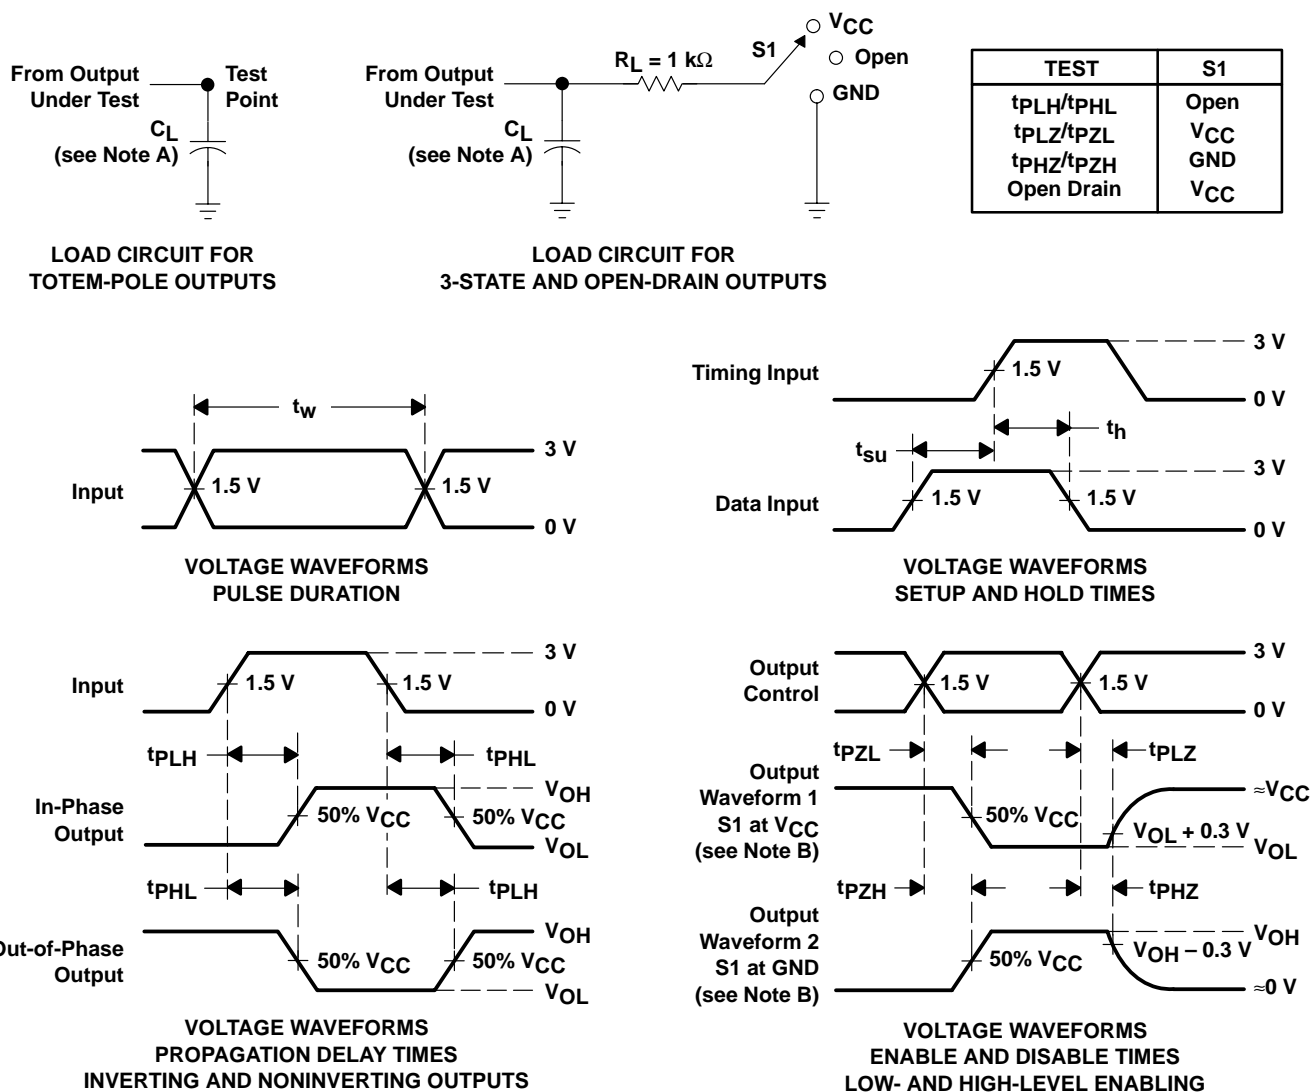 From Output
Under Test
Test
Point
CL
(see Note A)
LOAD CIRCUIT FOR
TOTEM-POLE OUTPUTS
From Output
Under Test
RL = 1 kΩ
S1
VCC
Open
GND
CL
(see Note A)
LOAD CIRCUIT FOR
3-STATE AND OPEN-DRAIN OUTPUTS
TEST S1
tPLH/tPHL Open
tPLZ/tPZL VCC
tPHZ/tPZH GND
Open Drain VCC
tw
Input
1.5 V
1.5 V
3 V
0 V
VOLTAGE WAVEFORMS
PULSE DURATION
Timing Input
1.5 V
3 V
0 V
tsu
th
Data Input
1.5 V
1.5 V
3 V
0 V
VOLTAGE WAVEFORMS
SETUP AND HOLD TIMES
Input
1.5 V
1.5 V
3 V
0 V
tPLH
tPHL
In-Phase
Output
50% VCC
50% VCC
VOH
VOL
tPHL
tPLH
Out-of-Phase
Output
50% VCC
50% VCC
VOH
VOL
VOLTAGE WAVEFORMS
PROPAGATION DELAY TIMES
INVERTING AND NONINVERTING OUTPUTS
Output
Control
1.5 V
1.5 V
3 V
0 V
tPZL
tPLZ
Output
Waveform 1
S1 at VCC
(see Note B)
50% VCC
≈VCC
VOL + 0.3 V
VOL
tPZH
tPHZ
Output
Waveform 2
S1 at GND
(see Note B)
50% VCC
VOH
VOH – 0.3 V
≈0 V
VOLTAGE WAVEFORMS
ENABLE AND DISABLE TIMES
LOW- AND HIGH-LEVEL ENABLING